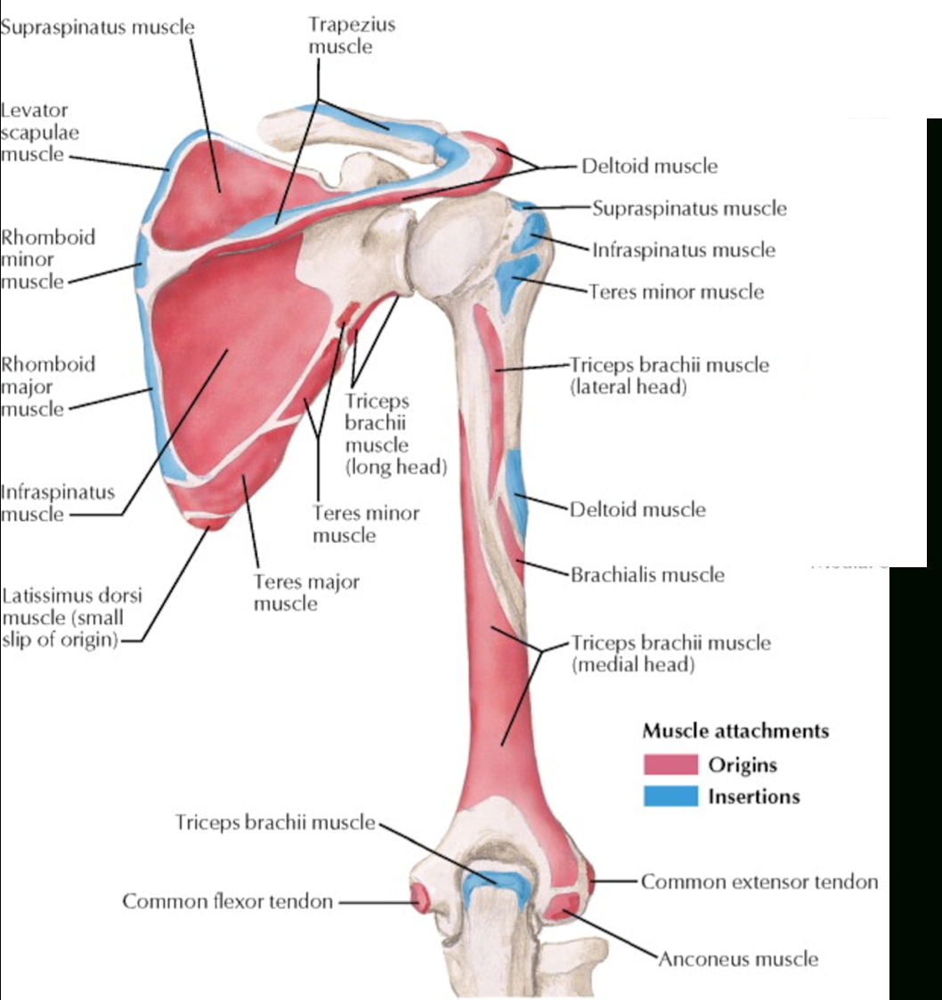 Supraspinatus muscle
Trapezius
muscle
Levator
scapulae
muscle
Deltoid muscle
Supraspinatus muscle
Infraspinatus muscle
Teres minor muscle
Rhomboid
minor
muscle
Rhomboid
major
muscle
Triceps brachii muscle
(lateral head)
Triceps
brachii
muscle
(long head)
Infraspinatus
muscle
Teres minor
muscle
Deltoid muscle
Brachialis muscle
Teres major
muscle
Latissimus dorsi
muscle (small
slip of origin)
Triceps brachii muscle
(medial head)
Muscle attachments
Origins
Insertions
Triceps brachii muscle
Common flexor tendon
Common extensor tendon
Anconeus muscle